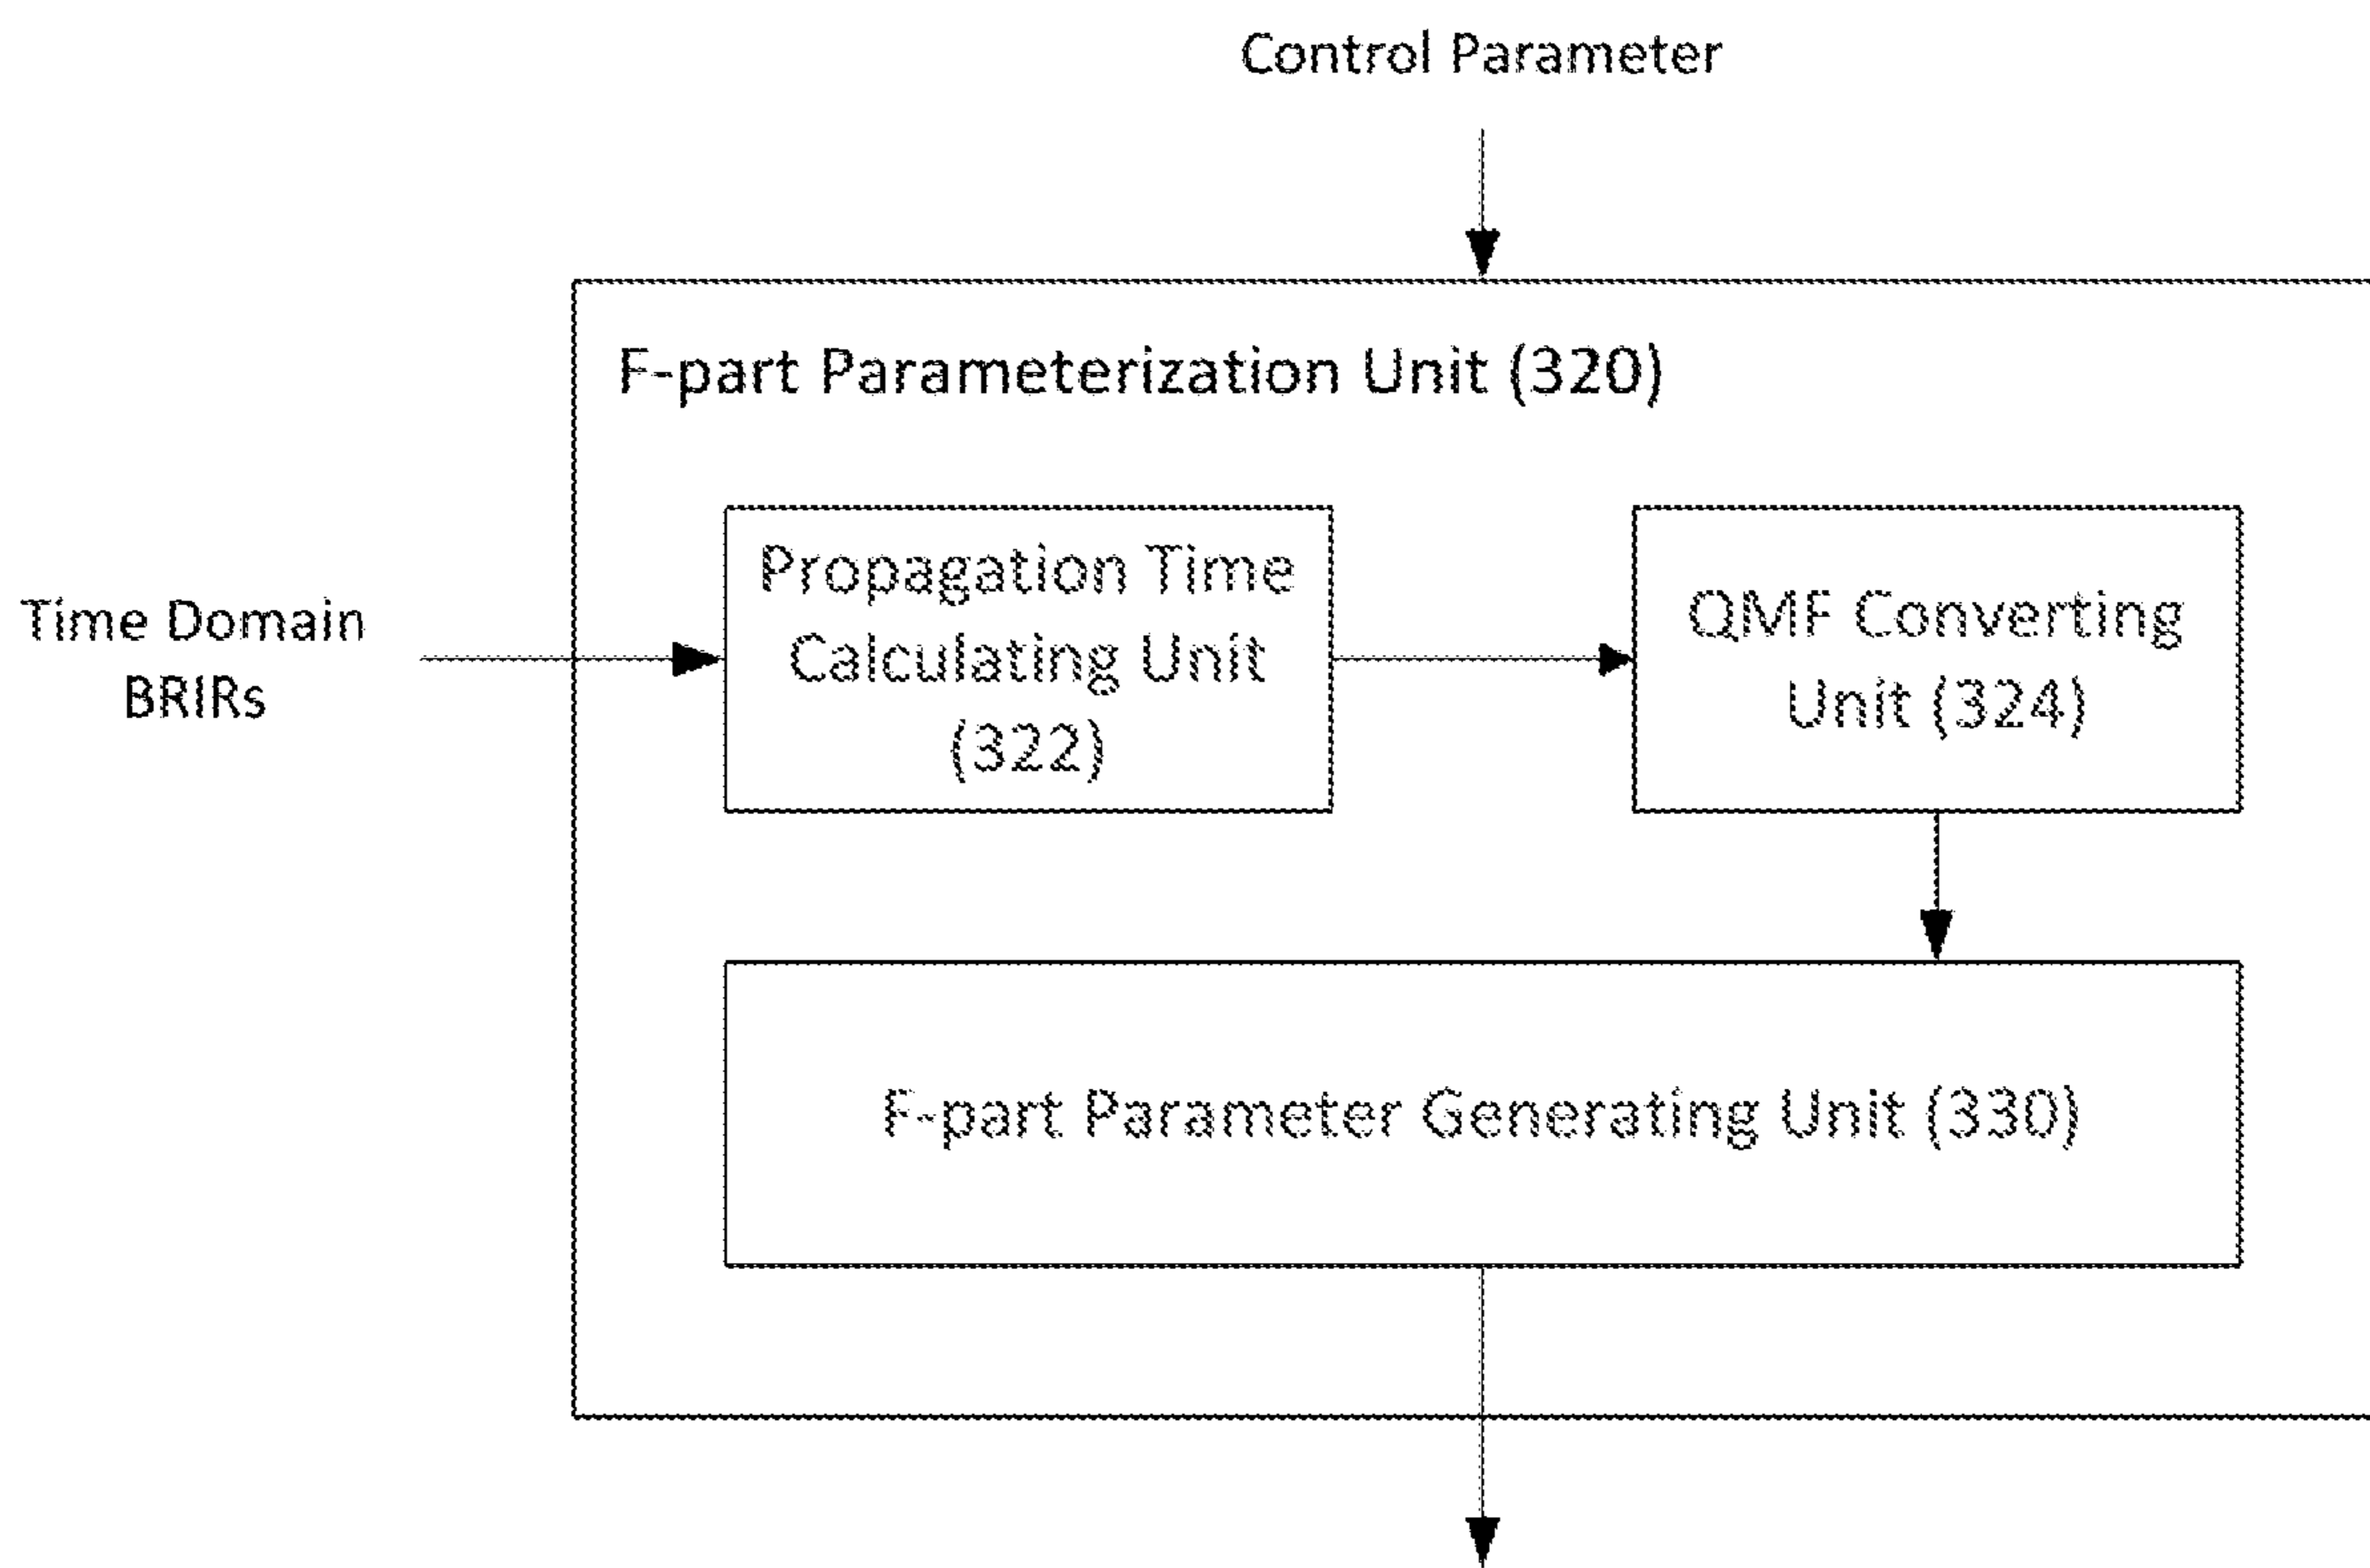 Control Parameter
F-part Parameterization Unit (320)
Time Domain
BRIRs
Propagation Time
Calculating Unit
(322)
QMF Converting
Unit (324)
F-part Parameter Generating Unit (330)